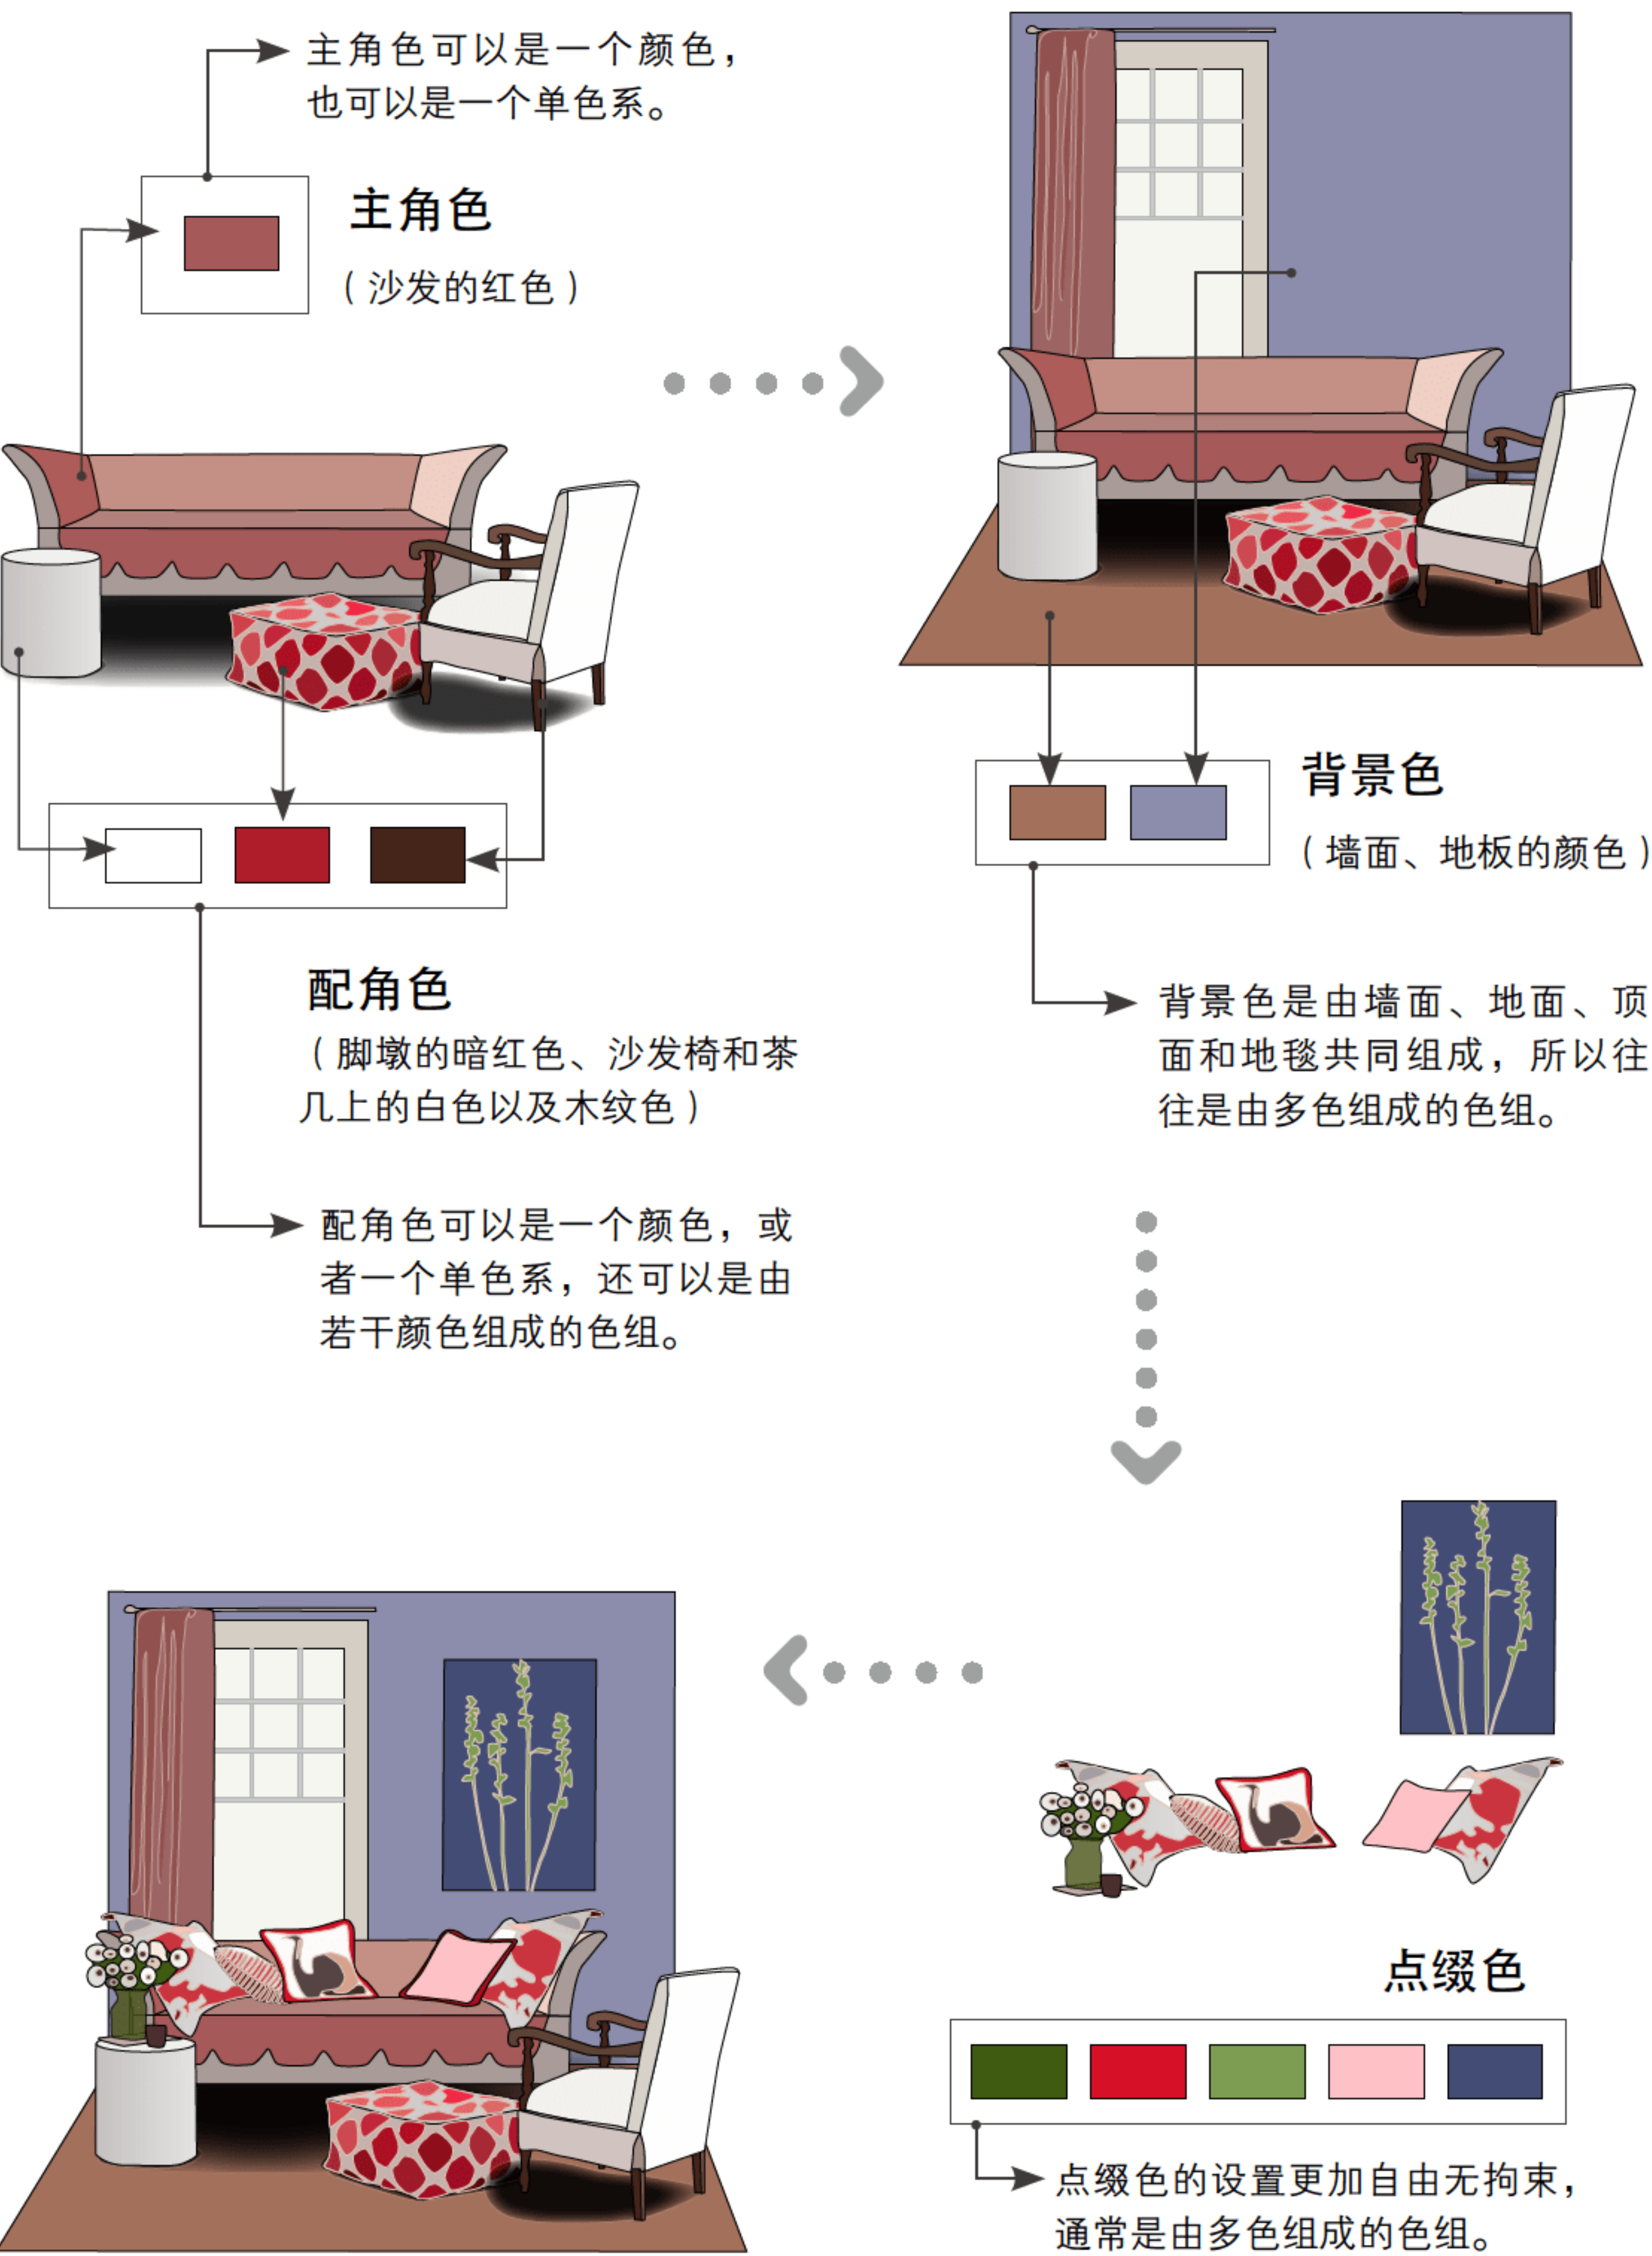 主角色可以是一个颜色，
也可以是一个单色系。
主角色
（沙发的红色）
配角色
（脚墩的暗红色、沙发椅和茶
几上的白色以及木纹色）
配角色可以是一个颜色，或
者一个单色系，还可以是由
若干颜色组成的色组。
背景色
（墙面、地板的颜色）
背景色是由墙面、地面、顶
面和地毯共同组成，所以往
往是由多色组成的色组。
点缀色
点缀色的设置更加自由无拘束，
通常是由多色组成的色组。